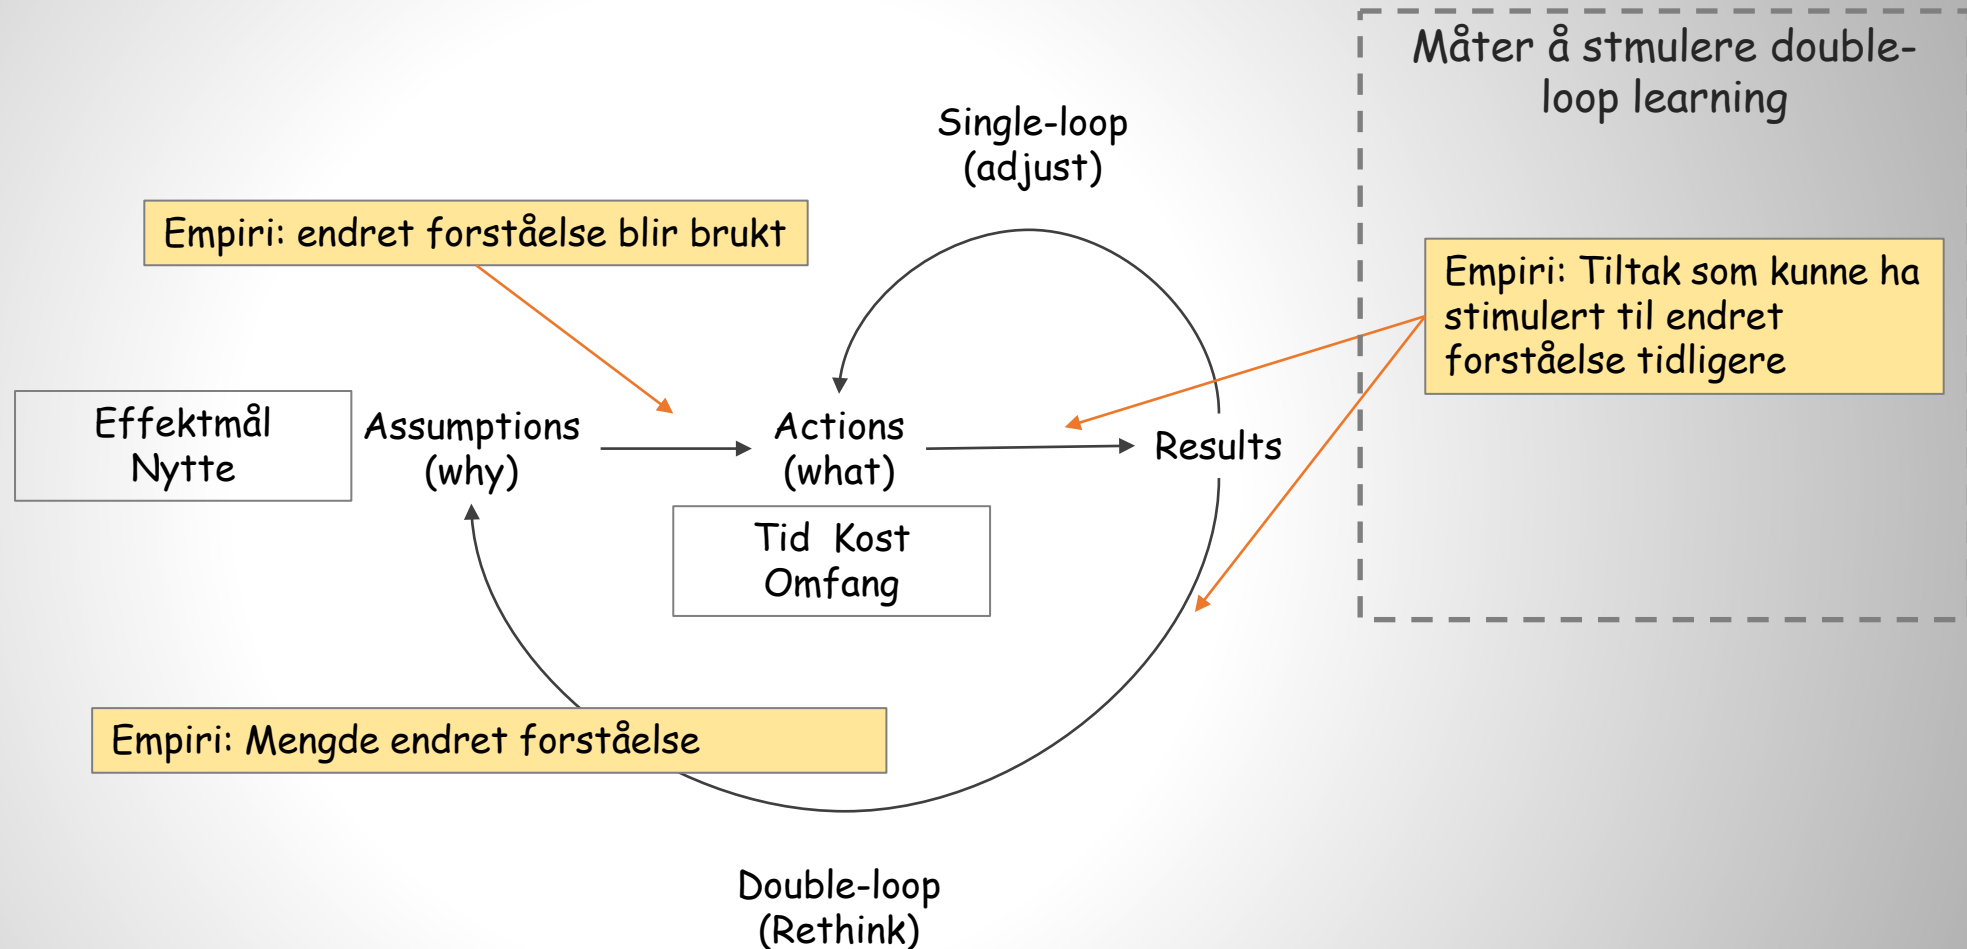 Måter å stmulere double-
loop learning
Single-loop
(adjust)
Empiri: endret forståelse blir brukt
Empiri: Tiltak som kunne ha
stimulert til endret
forståelse tidligere
Effektmål
Nytte
Assumptions
(why)
Actions
(what)
Results
Tid Kost
Omfang
Empiri: Mengde endret forståelse
Double-loop
(Rethink)